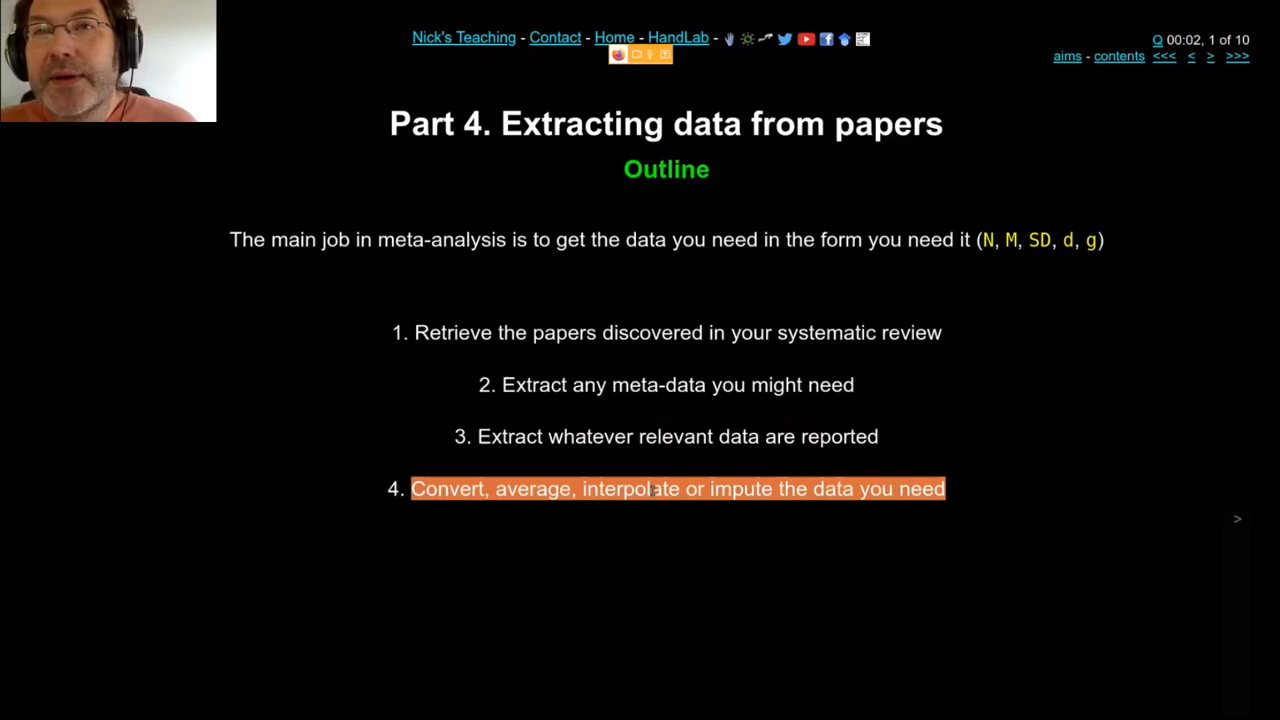 Nick's Teaching - Contact - Home - HandLab -
Q 00:02, 1 of 10
aims - contents <<< < > >>>
Part 4. Extracting data from papers
Outline
The main job in meta-analysis is to get the data you need in the form you need it (N, M, SD, d, g)
1. Retrieve the papers discovered in your systematic review
2. Extract any meta-data you might need
3. Extract whatever relevant data are reported
4. Convert, average, interpolate or impute the data you need
>